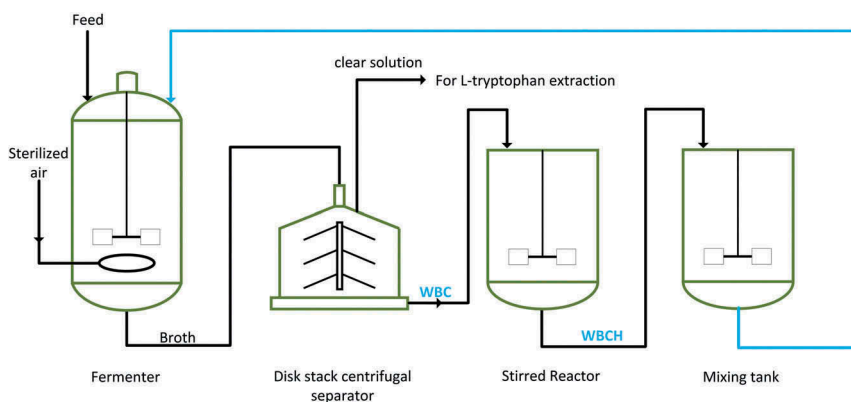 Feed
clear solution
For L-tryptophan extraction
Sterilized
air
WBC
WBCH
Broth
Fermenter
Disk stack centrifugal
separator
Stirred Reactor
Mixing tank